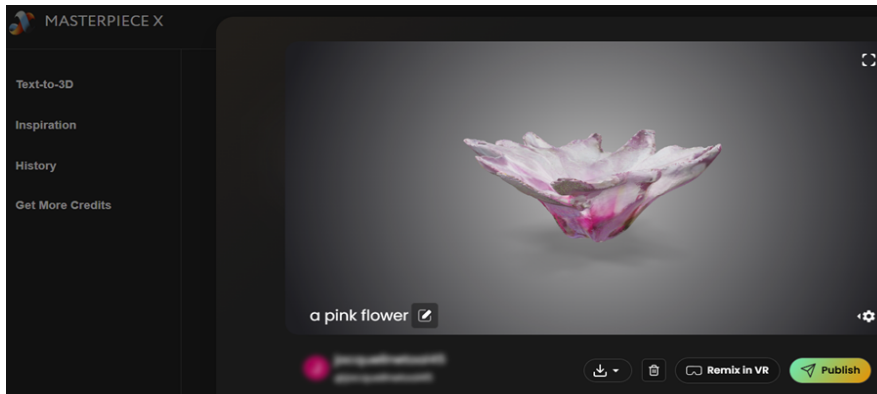 MASTERPIECE X
Text-to-3D
Inspiration
History
Get More Credits
a pink flower
J
Remix in VR
Publish